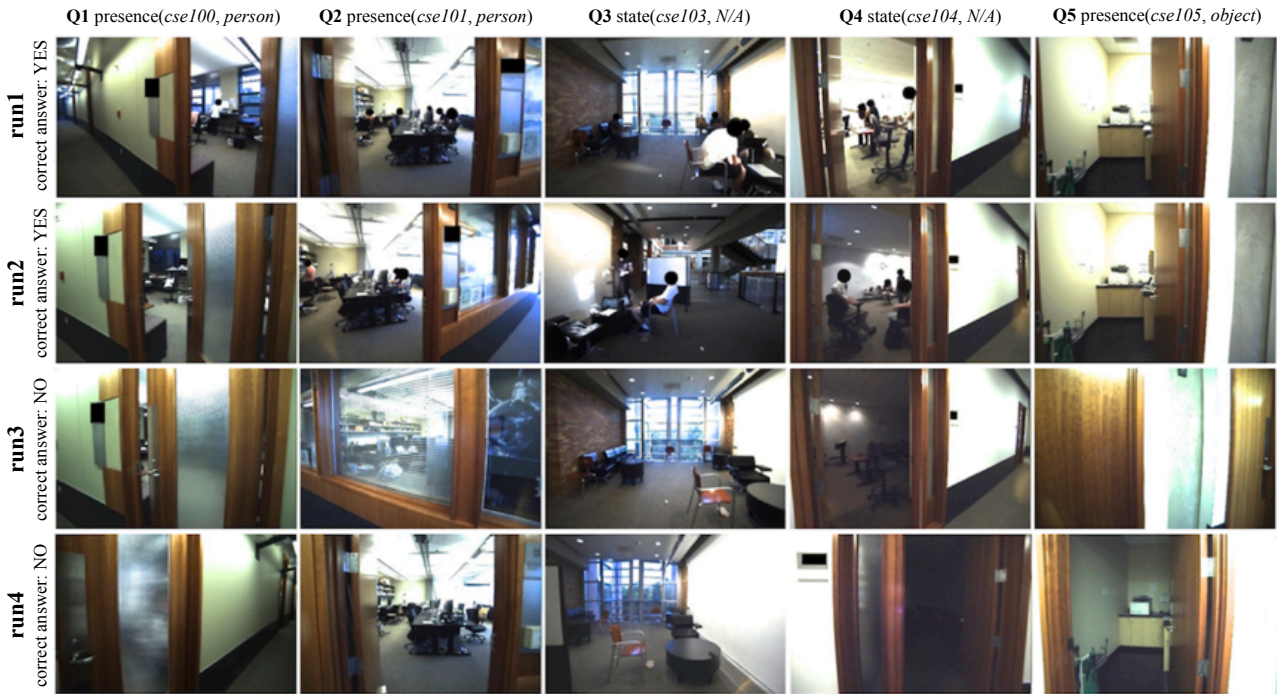 Q1 presence(cse100, person)
Q2 presence(cse101, person)
Q3 state(cse103, N/A)
Q4 state(cse104, N/A)
Q5 presence(cse105, object)
run1
correct answer: YES
run2
correct answer: YES
run3
correct answer: NO
run4
correct answer: NO